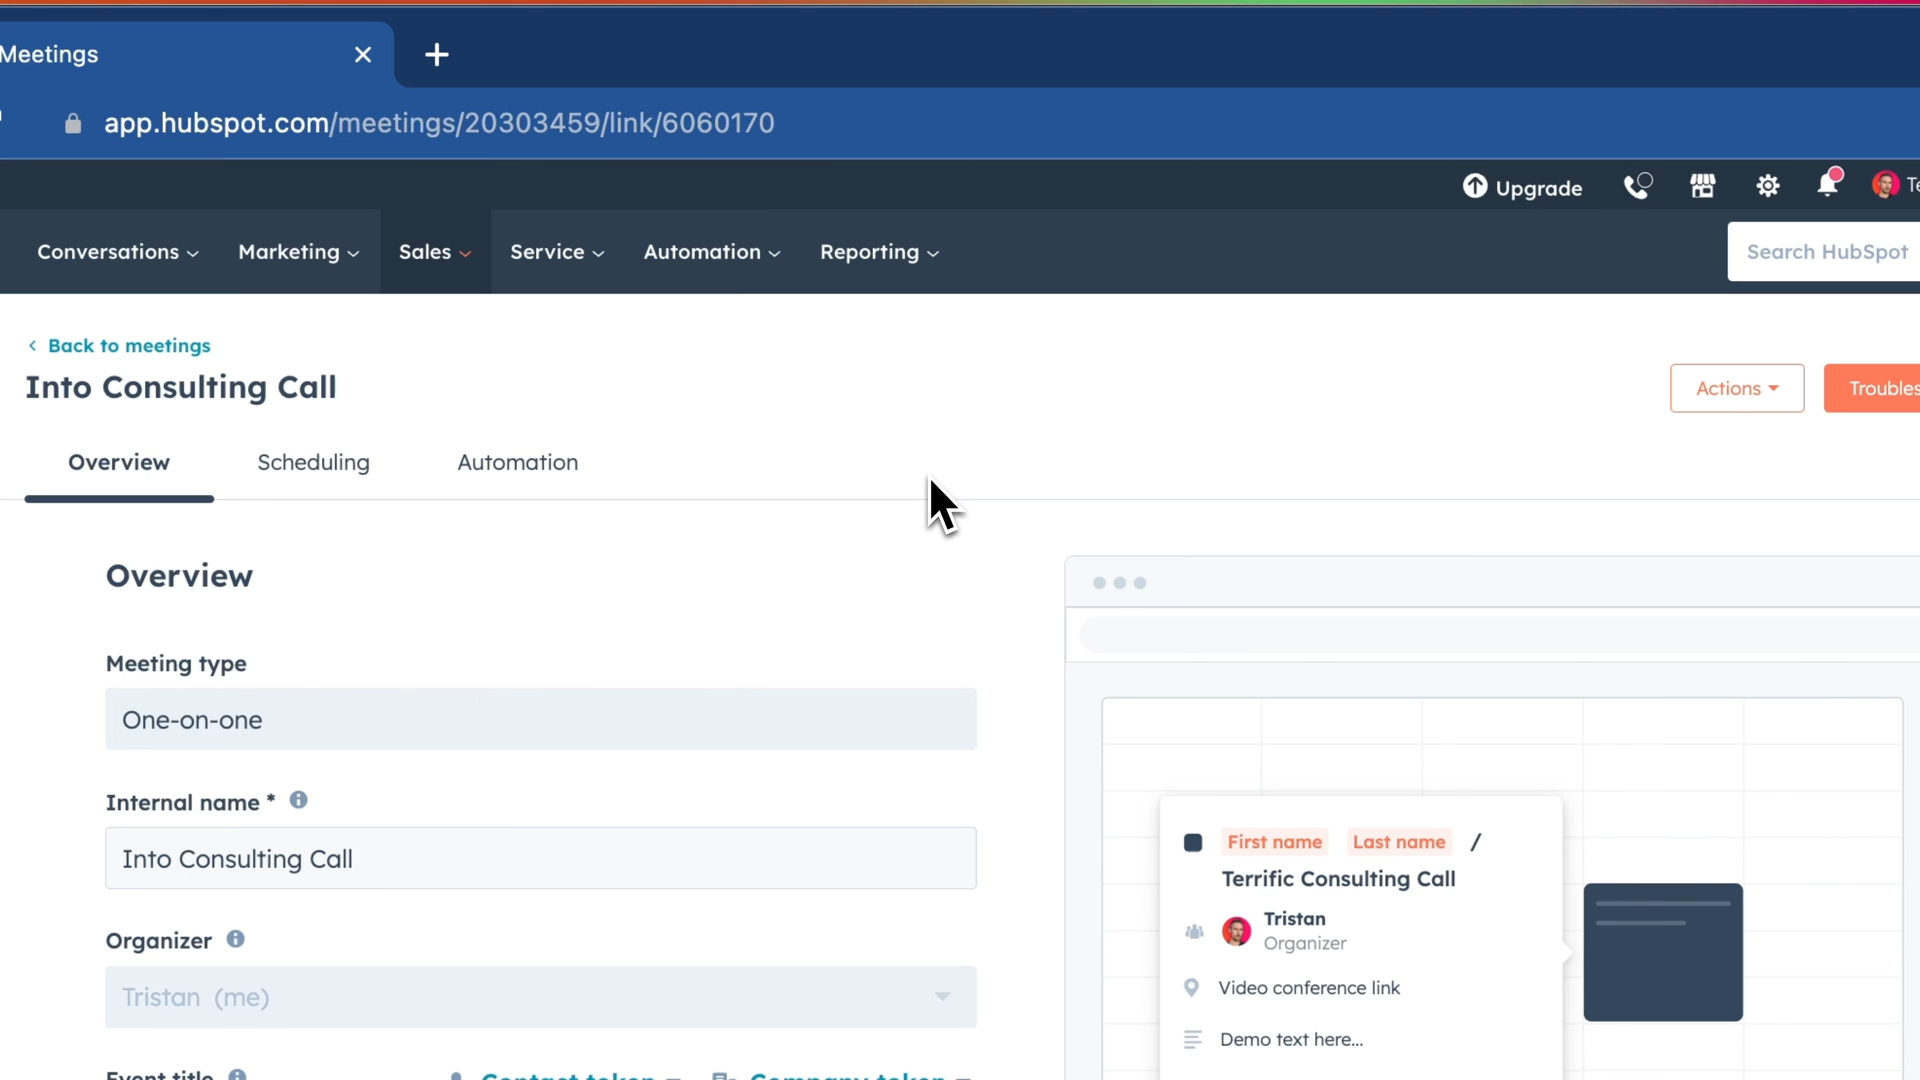 Meetings
app.hubspot.com/meetings/20303459/link/6060170
Upgrade
Conversations Marketing Sales Service Automation Reporting
Search HubSpot
Back to meetings
Into Consulting Call
Actions
Overview Scheduling Automation
Overview
Meeting type
One-on-one
Internal name *
Into Consulting Call
Organizer
Tristan (me)
Event title Contact token Company token
First name Last name /
Terrific Consulting Call
Tristan
Organizer
Video conference link
Demo text here...